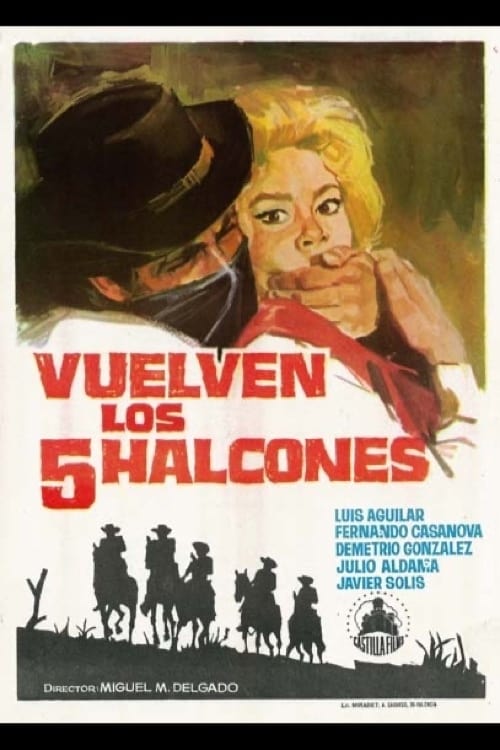 VUELVEN
LOS
5 HALCONES
LUIS AGUILAR
FERNANDO CASANOVA
DEMETRIO GONZALEZ
JULIO ALDAMA
JAVIER SOLIS
CASTILLA FILMS
DIRECTOR: MIGUEL M. DELGADO